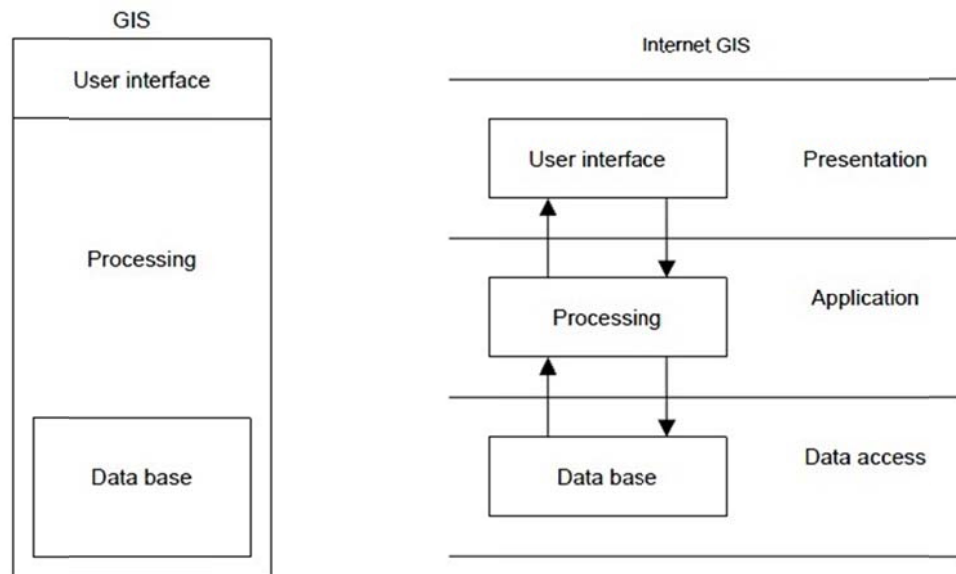 GIS
User interface
Processing
Data base
Internet GIS
User interface
Presentation
Processing
Application
Data base
Data access